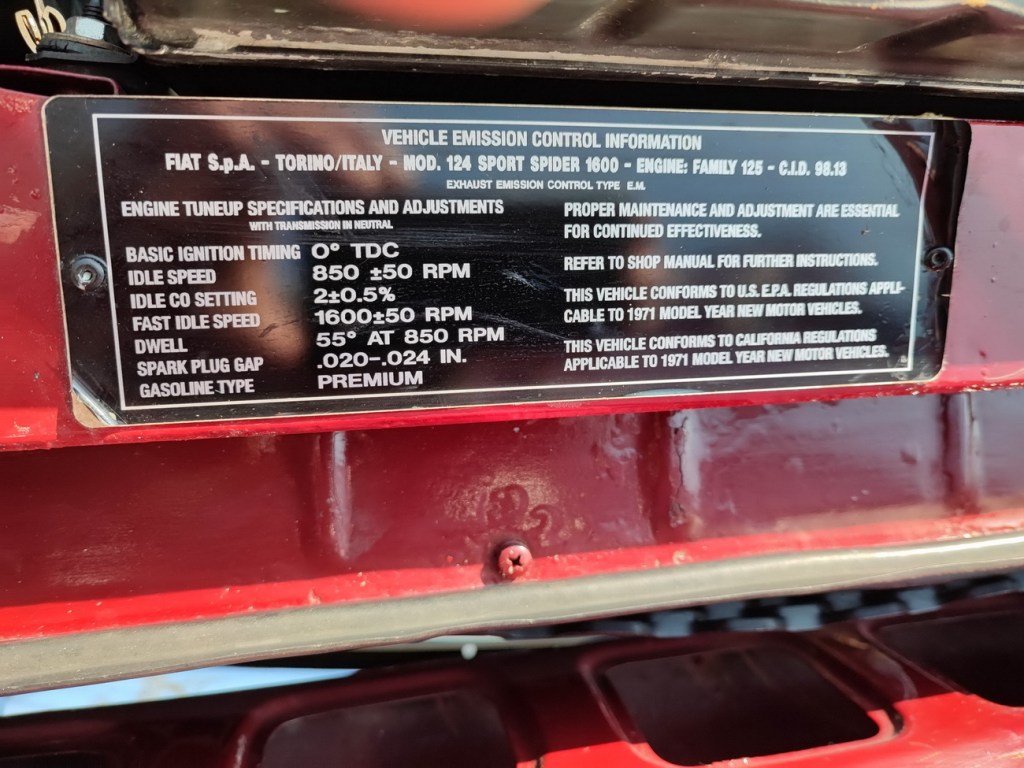 VEHICLE EMISSION CONTROL INFORMATION
FIAT S.p.A. - TORINO/ITALY - MOD. 124 SPORT SPIDER 1600 - ENGINE: FAMILY 125 - C.I.D. 98.13
EXHAUST EMISSION CONTROL TYPE E.M.
ENGINE TUNEUP SPECIFICATIONS AND ADJUSTMENTS
WITH TRANSMISSION IN NEUTRAL
BASIC IGNITION TIMING 0° TDC
IDLE SPEED 850 ±50 RPM
IDLE CO SETTING 2±0.5%
FAST IDLE SPEED 1600±50 RPM
DWELL 55° AT 850 RPM
SPARK PLUG GAP .020-.024 IN.
GASOLINE TYPE PREMIUM
PROPER MAINTENANCE AND ADJUSTMENT ARE ESSENTIAL
FOR CONTINUED EFFECTIVENESS.
REFER TO SHOP MANUAL FOR FURTHER INSTRUCTIONS.
THIS VEHICLE CONFORMS TO U.S. E.P.A. REGULATIONS APPLI-
CABLE TO 1971 MODEL YEAR NEW MOTOR VEHICLES.
THIS VEHICLE CONFORMS TO CALIFORNIA REGULATIONS
APPLICABLE TO 1971 MODEL YEAR NEW MOTOR VEHICLES.